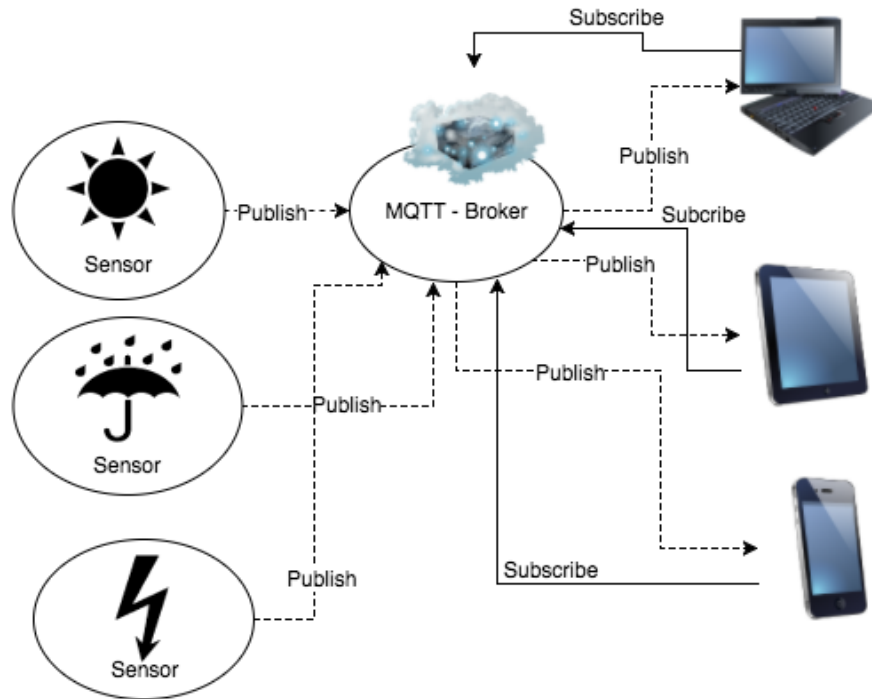 Subscribe
Publish
MQTT - Broker
Publish
Subcribe
Sensor
Publish
Publish
Publish
Sensor
Subscribe
Publish
Sensor